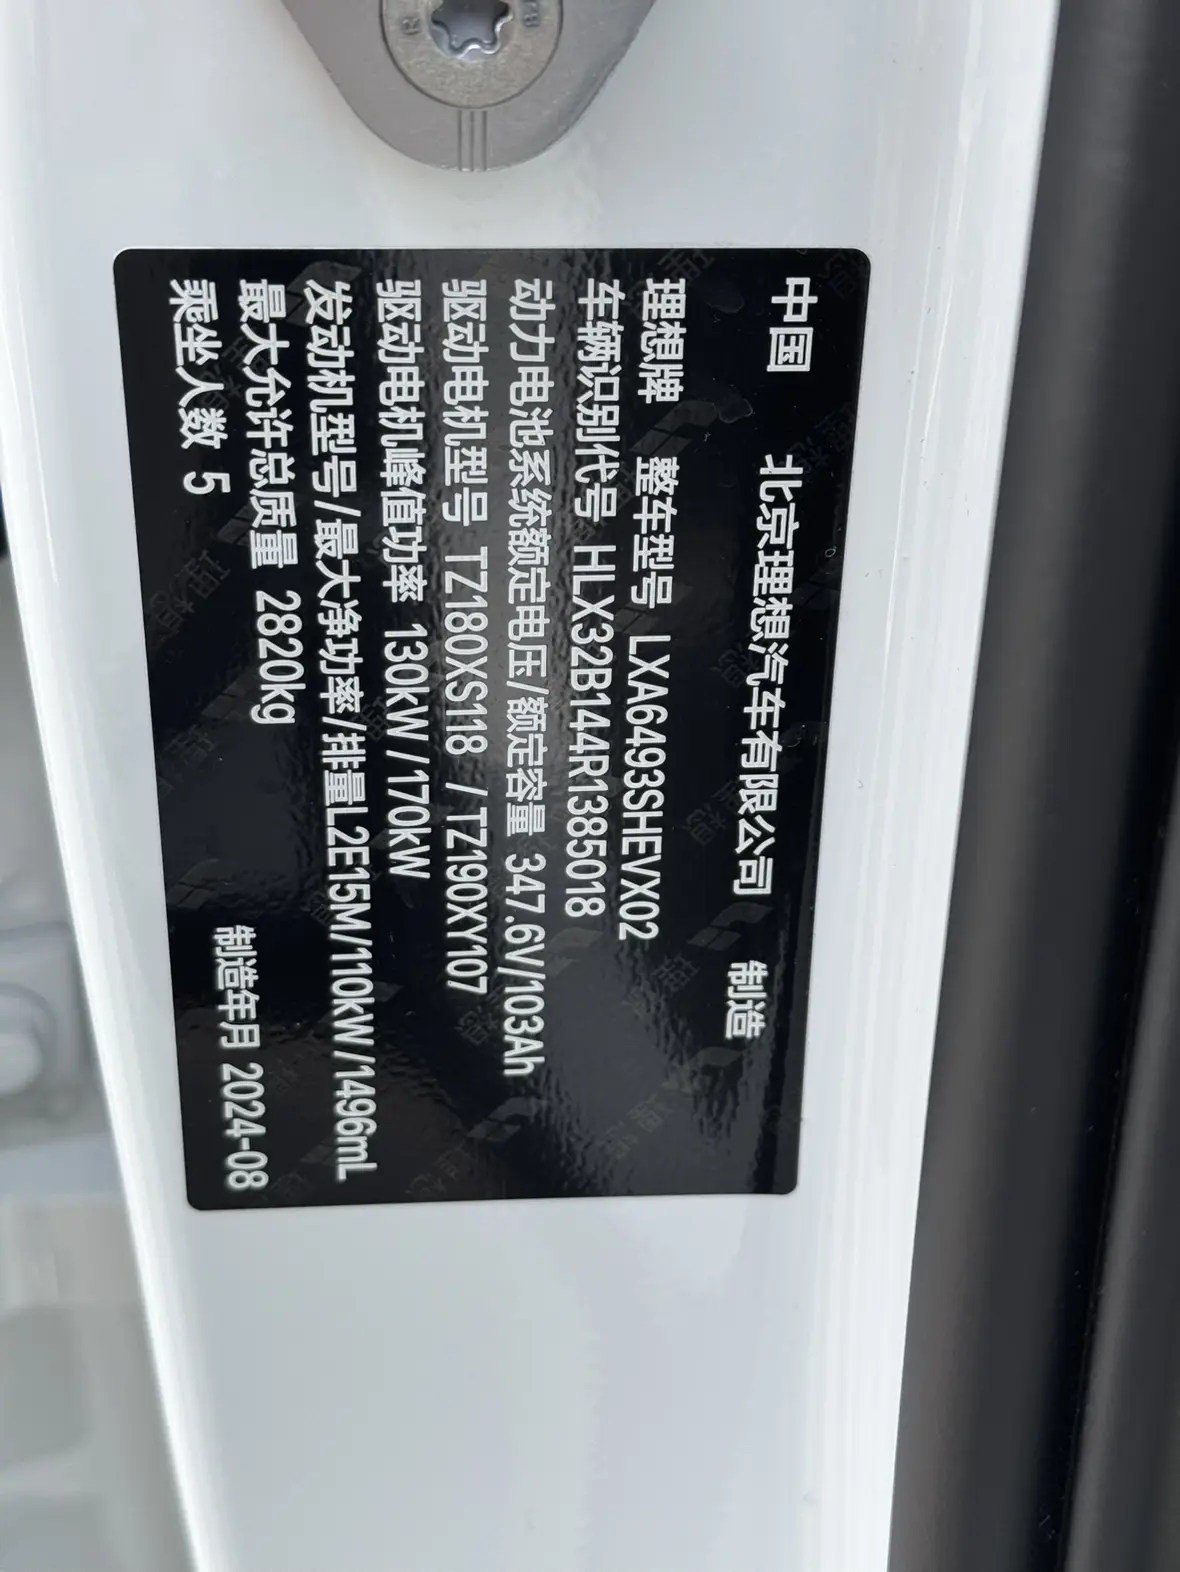 中国 北京理想汽车有限公司 制造
理想牌 整车型号 LXA6493SHEVX02
车辆识别代号 HLX32B144R1385018
动力电池系统额定电压/额定容量 347.6V/103Ah
驱动电机型号 TZ180XS118 /TZ190XY107
驱动电机峰值功率 130kW/170kW
发动机型号/最大净功率/排量L2E15M/110kW/1496mL
最大允许总质量 2820kg
乘坐人数 5 制造年月 2024-08